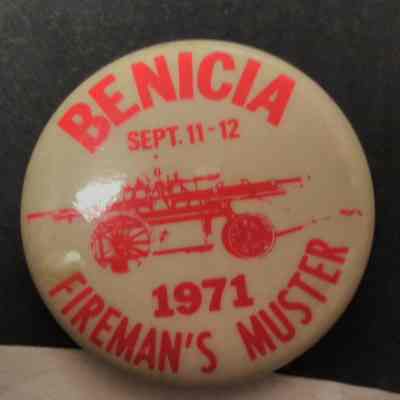 BENICIA
SEPT. 11-12
1971
FIREMAN'S MUSTER